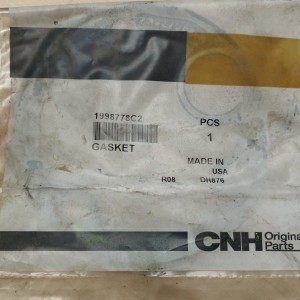 1998778C2
PCS
1
GASKET
MADE IN
USA
R08 DH876
CNH Original
Parts